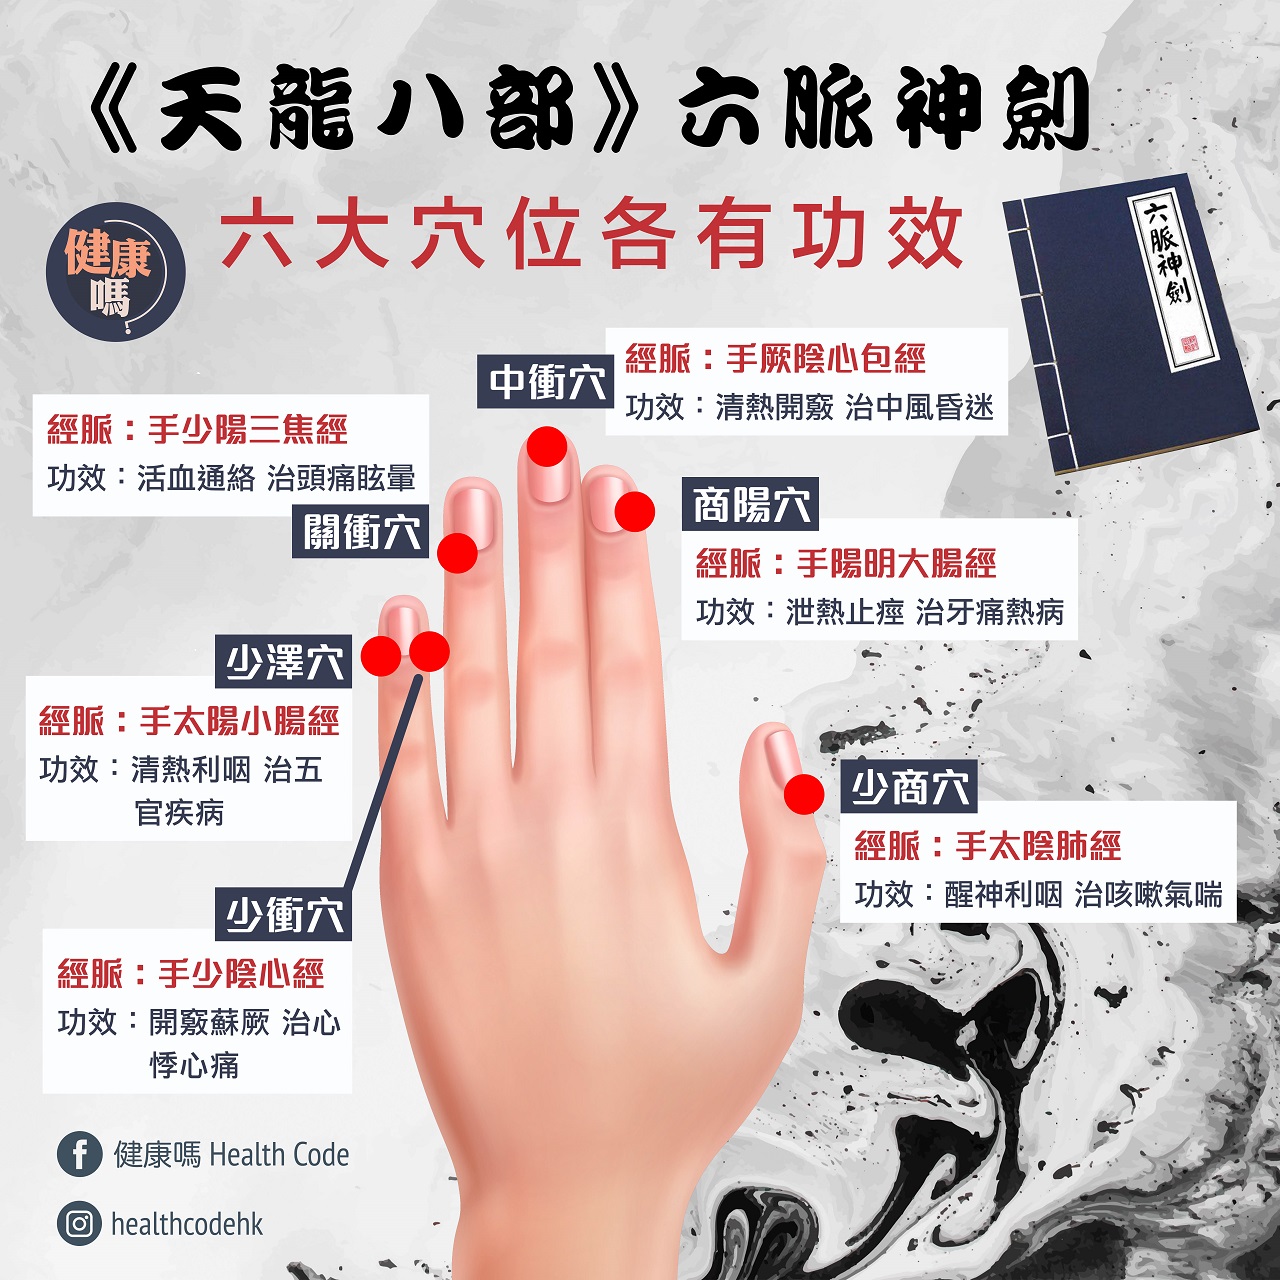 《天龍八部》六脈神劍
六大穴位各有功效
健康
嗎?
六脈神劍
中衝穴
經脈：手厥陰心包經
功效：清熱開竅 治中風昏迷
經脈：手少陽三焦經
功效：活血通絡 治頭痛眩暈
關衝穴
商陽穴
經脈：手陽明大腸經
功效：泄熱止痙 治牙痛熱病
少澤穴
經脈：手太陽小腸經
功效：清熱利咽 治五
官疾病
少商穴
經脈：手太陰肺經
功效：醒神利咽 治咳嗽氣喘
少衝穴
經脈：手少陰心經
功效：開竅蘇厥 治心
悸心痛
健康嗎 Health Code
healthcodehk